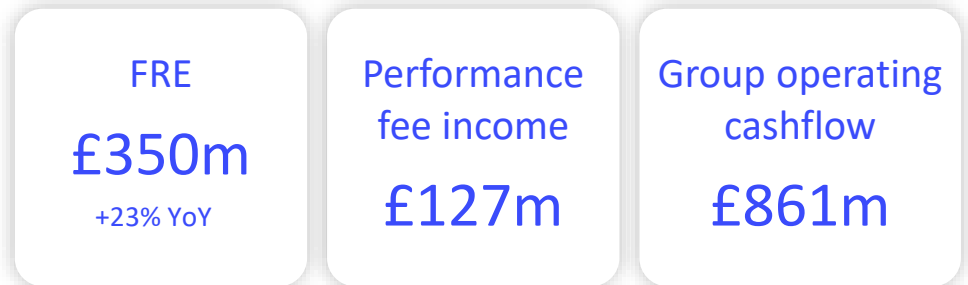 FRE
£350m
+23% YoY
Performance
fee income
£127m
Group operating
cashflow
£861m